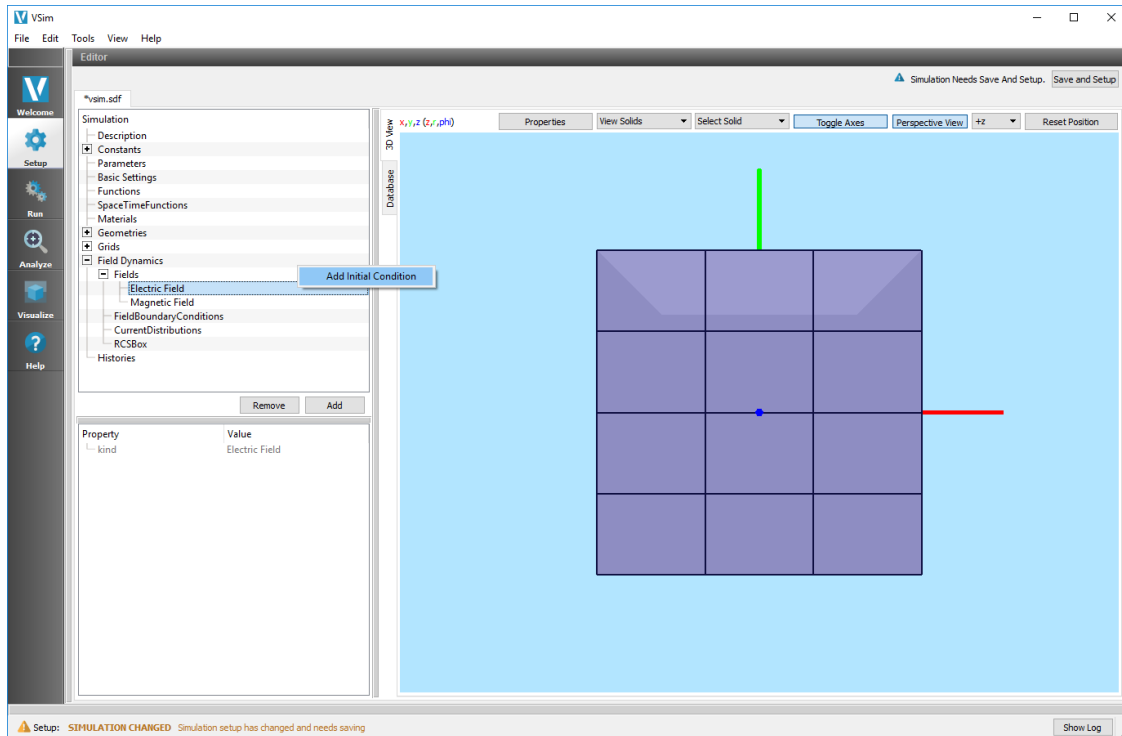 VSim
File Edit Tools View Help
Editor
Simulation Needs Save And Setup. Save and Setup
*vsim.sdf
Welcome
Setup
Run
Analyze
Visualize
Help
Simulation
Description
Constants
Parameters
Basic Settings
Functions
SpaceTimeFunctions
Materials
Geometries
Grids
Field Dynamics
Fields
Electric Field
Magnetic Field
FieldBoundaryConditions
CurrentDistributions
RCSBox
Histories
Add Initial Condition
Remove Add
Property Value
kind Electric Field
3D View
Database
x,y,z (z,r,phi) Properties View Solids Select Solid Toggle Axes Perspective View +z Reset Position
Setup: SIMULATION CHANGED Simulation setup has changed and needs saving Show Log